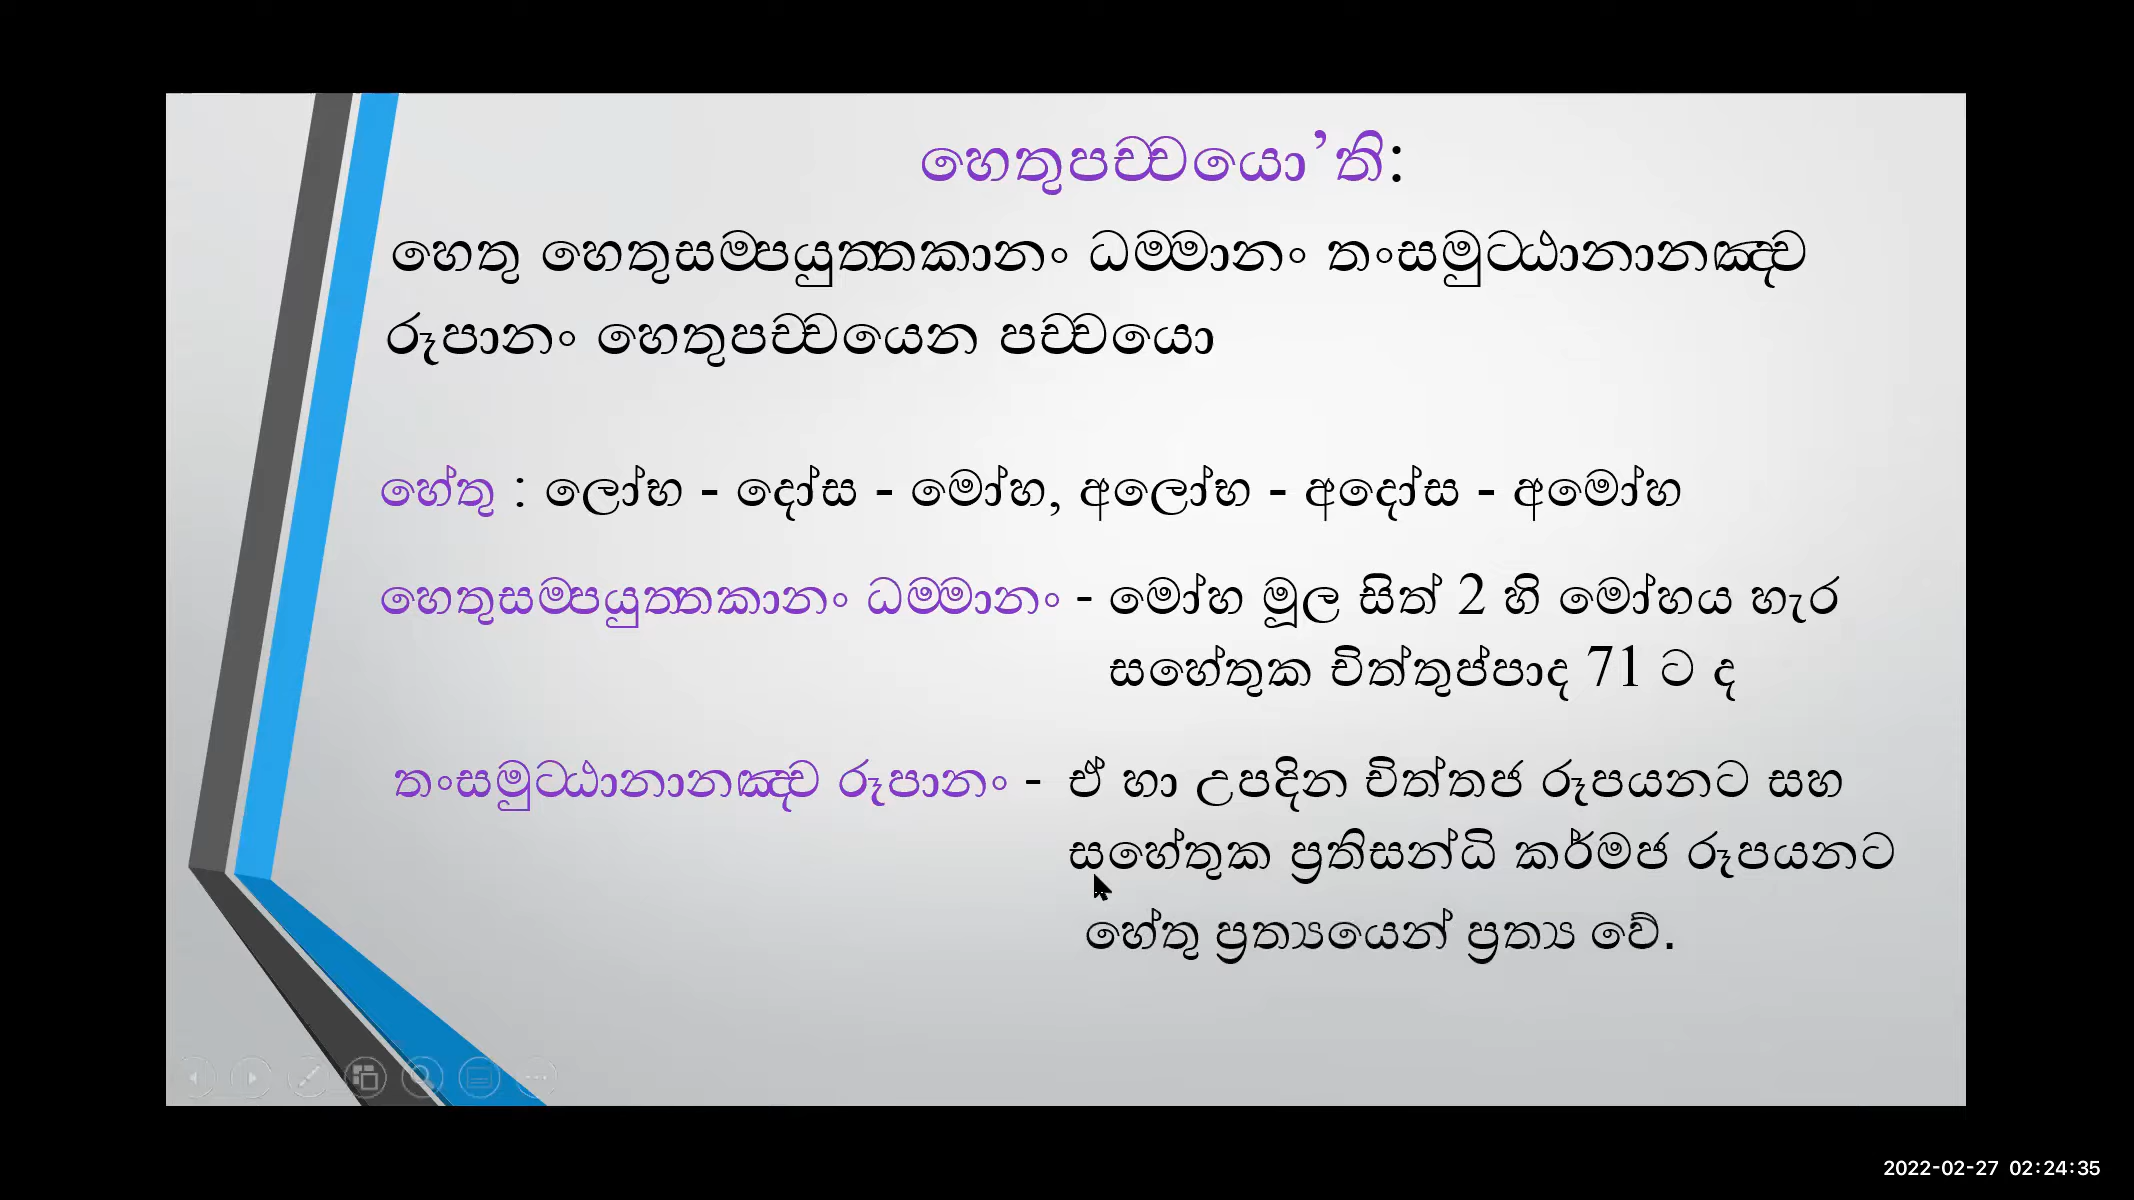 හෙතුපච්චයො’ති:
හෙතු හෙතුසම්පයුත්තකානං ධම්මානං තංසමුට්ඨානානඤ්ච
රූපානං හෙතුපච්චයෙන පච්චයො
හේතු : ලෝභ - දෝස - මෝහ, අලෝභ - අදෝස - අමෝහ
හෙතුසම්පයුත්තකානං ධම්මානං - මෝහ මූල සිත් 2 හි මෝහය හැර
සහේතුක චිත්තුප්පාද 71 ට ද
තංසමුට්ඨානානඤ්ච රූපානං - ඒ හා උපදින චිත්තජ රූපයනට සහ
සහේතුක ප්‍රතිසන්ධි කර්මජ රූපයනට
හේතු ප්‍රත්‍යයෙන් ප්‍රත්‍ය වේ.
2022-02-27 02:24:35